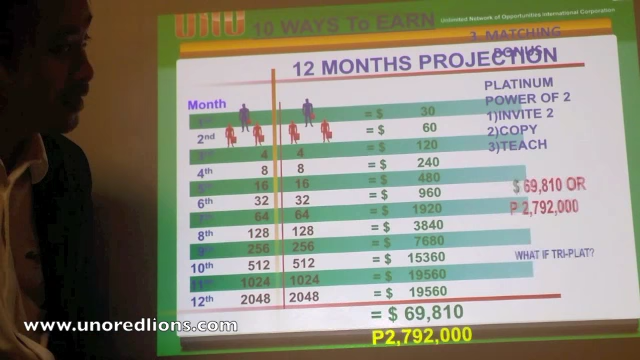 UNO 10 WAYS To EARN
Unlimited Network of Opportunities International Corporation
3. MATCHING
BONUS
12 MONTHS PROJECTION
Month
= $ 30
2nd = $ 60
4 4 = $ 120
4th 8 8 = $ 240
16 16 = $ 480
6th 32 32 = $ 960
64 64 = $ 1920
8th 128 128 = $ 3840
256 256 = $ 7680
10th 512 512 = $ 15360
11th 1024 1024 = $ 19560
12th 2048 2048 = $ 19560
= $ 69,810
P2,792,000
PLATINUM
POWER OF 2
1)INVITE 2
2)COPY
3)TEACH
$ 69,810 OR
P 2,792,000
WHAT IF TRI-PLAT?
www.unoredlions.com